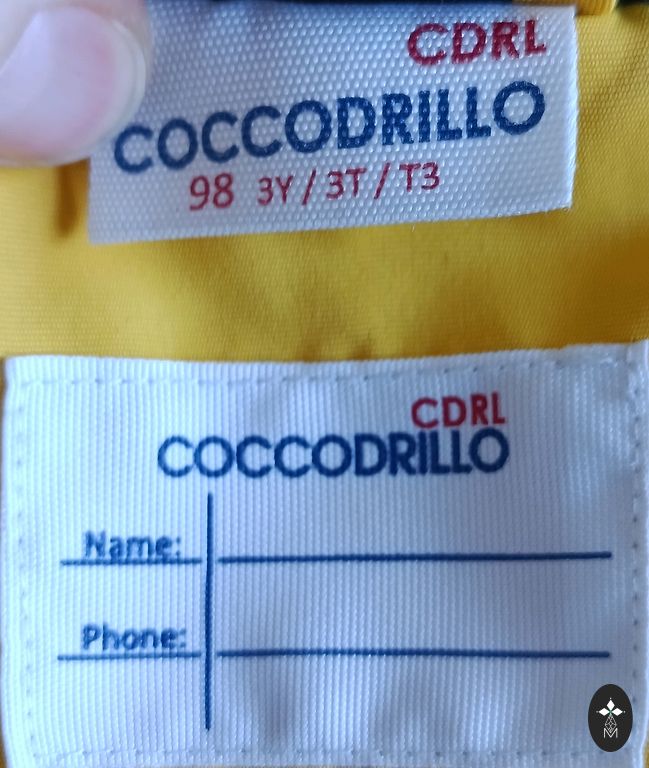 CDRL
COCCODRILLO
98 3Y / 3T / T3
CDRL
COCCODRILLO
Name:
Phone:
M